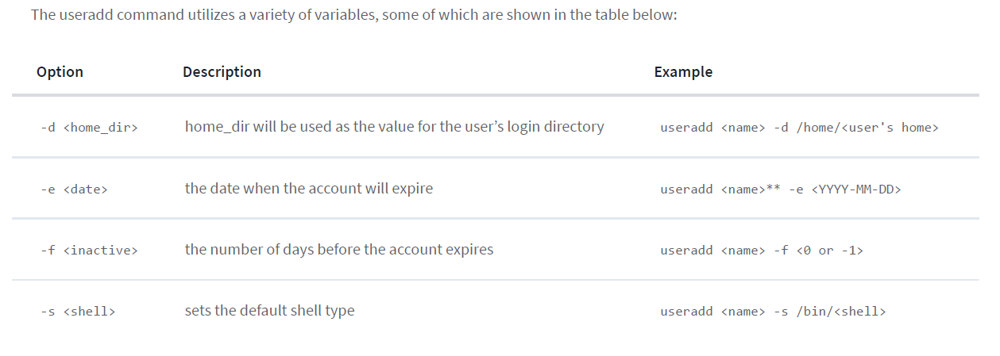 The useradd command utilizes a variety of variables, some of which are shown in the table below:
Option Description Example
-d <home_dir> home_dir will be used as the value for the user’s login directory useradd <name> -d /home/<user's home>
-e <date> the date when the account will expire useradd <name>** -e <YYYY-MM-DD>
-f <inactive> the number of days before the account expires useradd <name> -f <0 or -1>
-s <shell> sets the default shell type useradd <name> -s /bin/<shell>